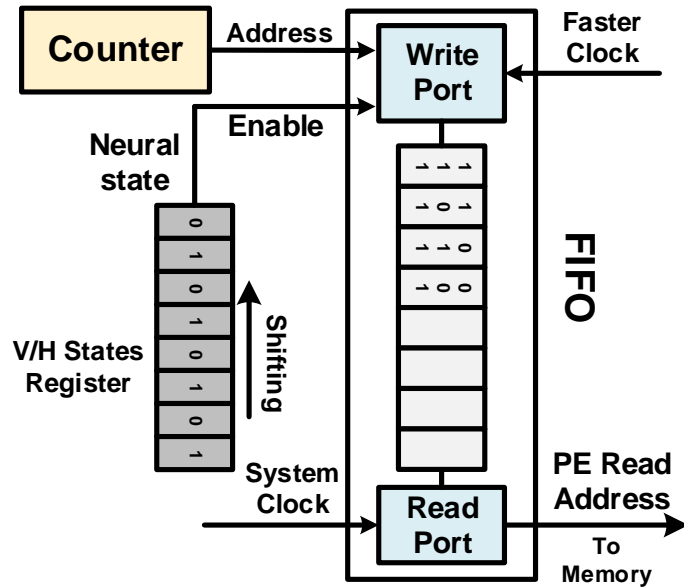 Counter
Address
Write
Port
Faster
Clock
Enable
Neural
state
0
1
0
1
0
1
0
1
V/H States
Register
Shifting
1 1 1
1 0 1
1 1 0
1 0 0
FIFO
System
Clock
Read
Port
PE Read
Address
To
Memory